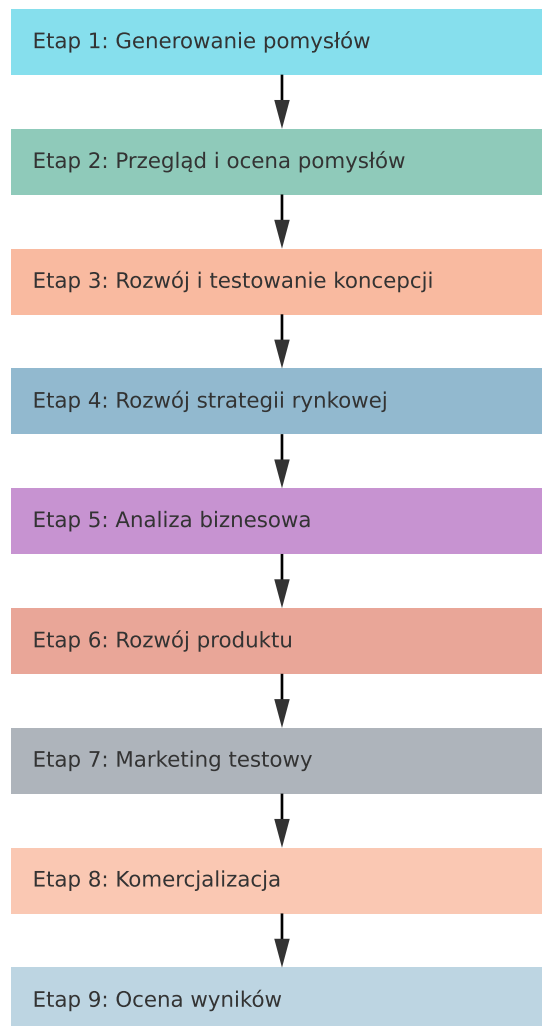 Etap 1: Generowanie pomysłów
Etap 2: Przegląd i ocena pomysłów
Etap 3: Rozwój i testowanie koncepcji
Etap 4: Rozwój strategii rynkowej
Etap 5: Analiza biznesowa
Etap 6: Rozwój produktu
Etap 7: Marketing testowy
Etap 8: Komercjalizacja
Etap 9: Ocena wyników